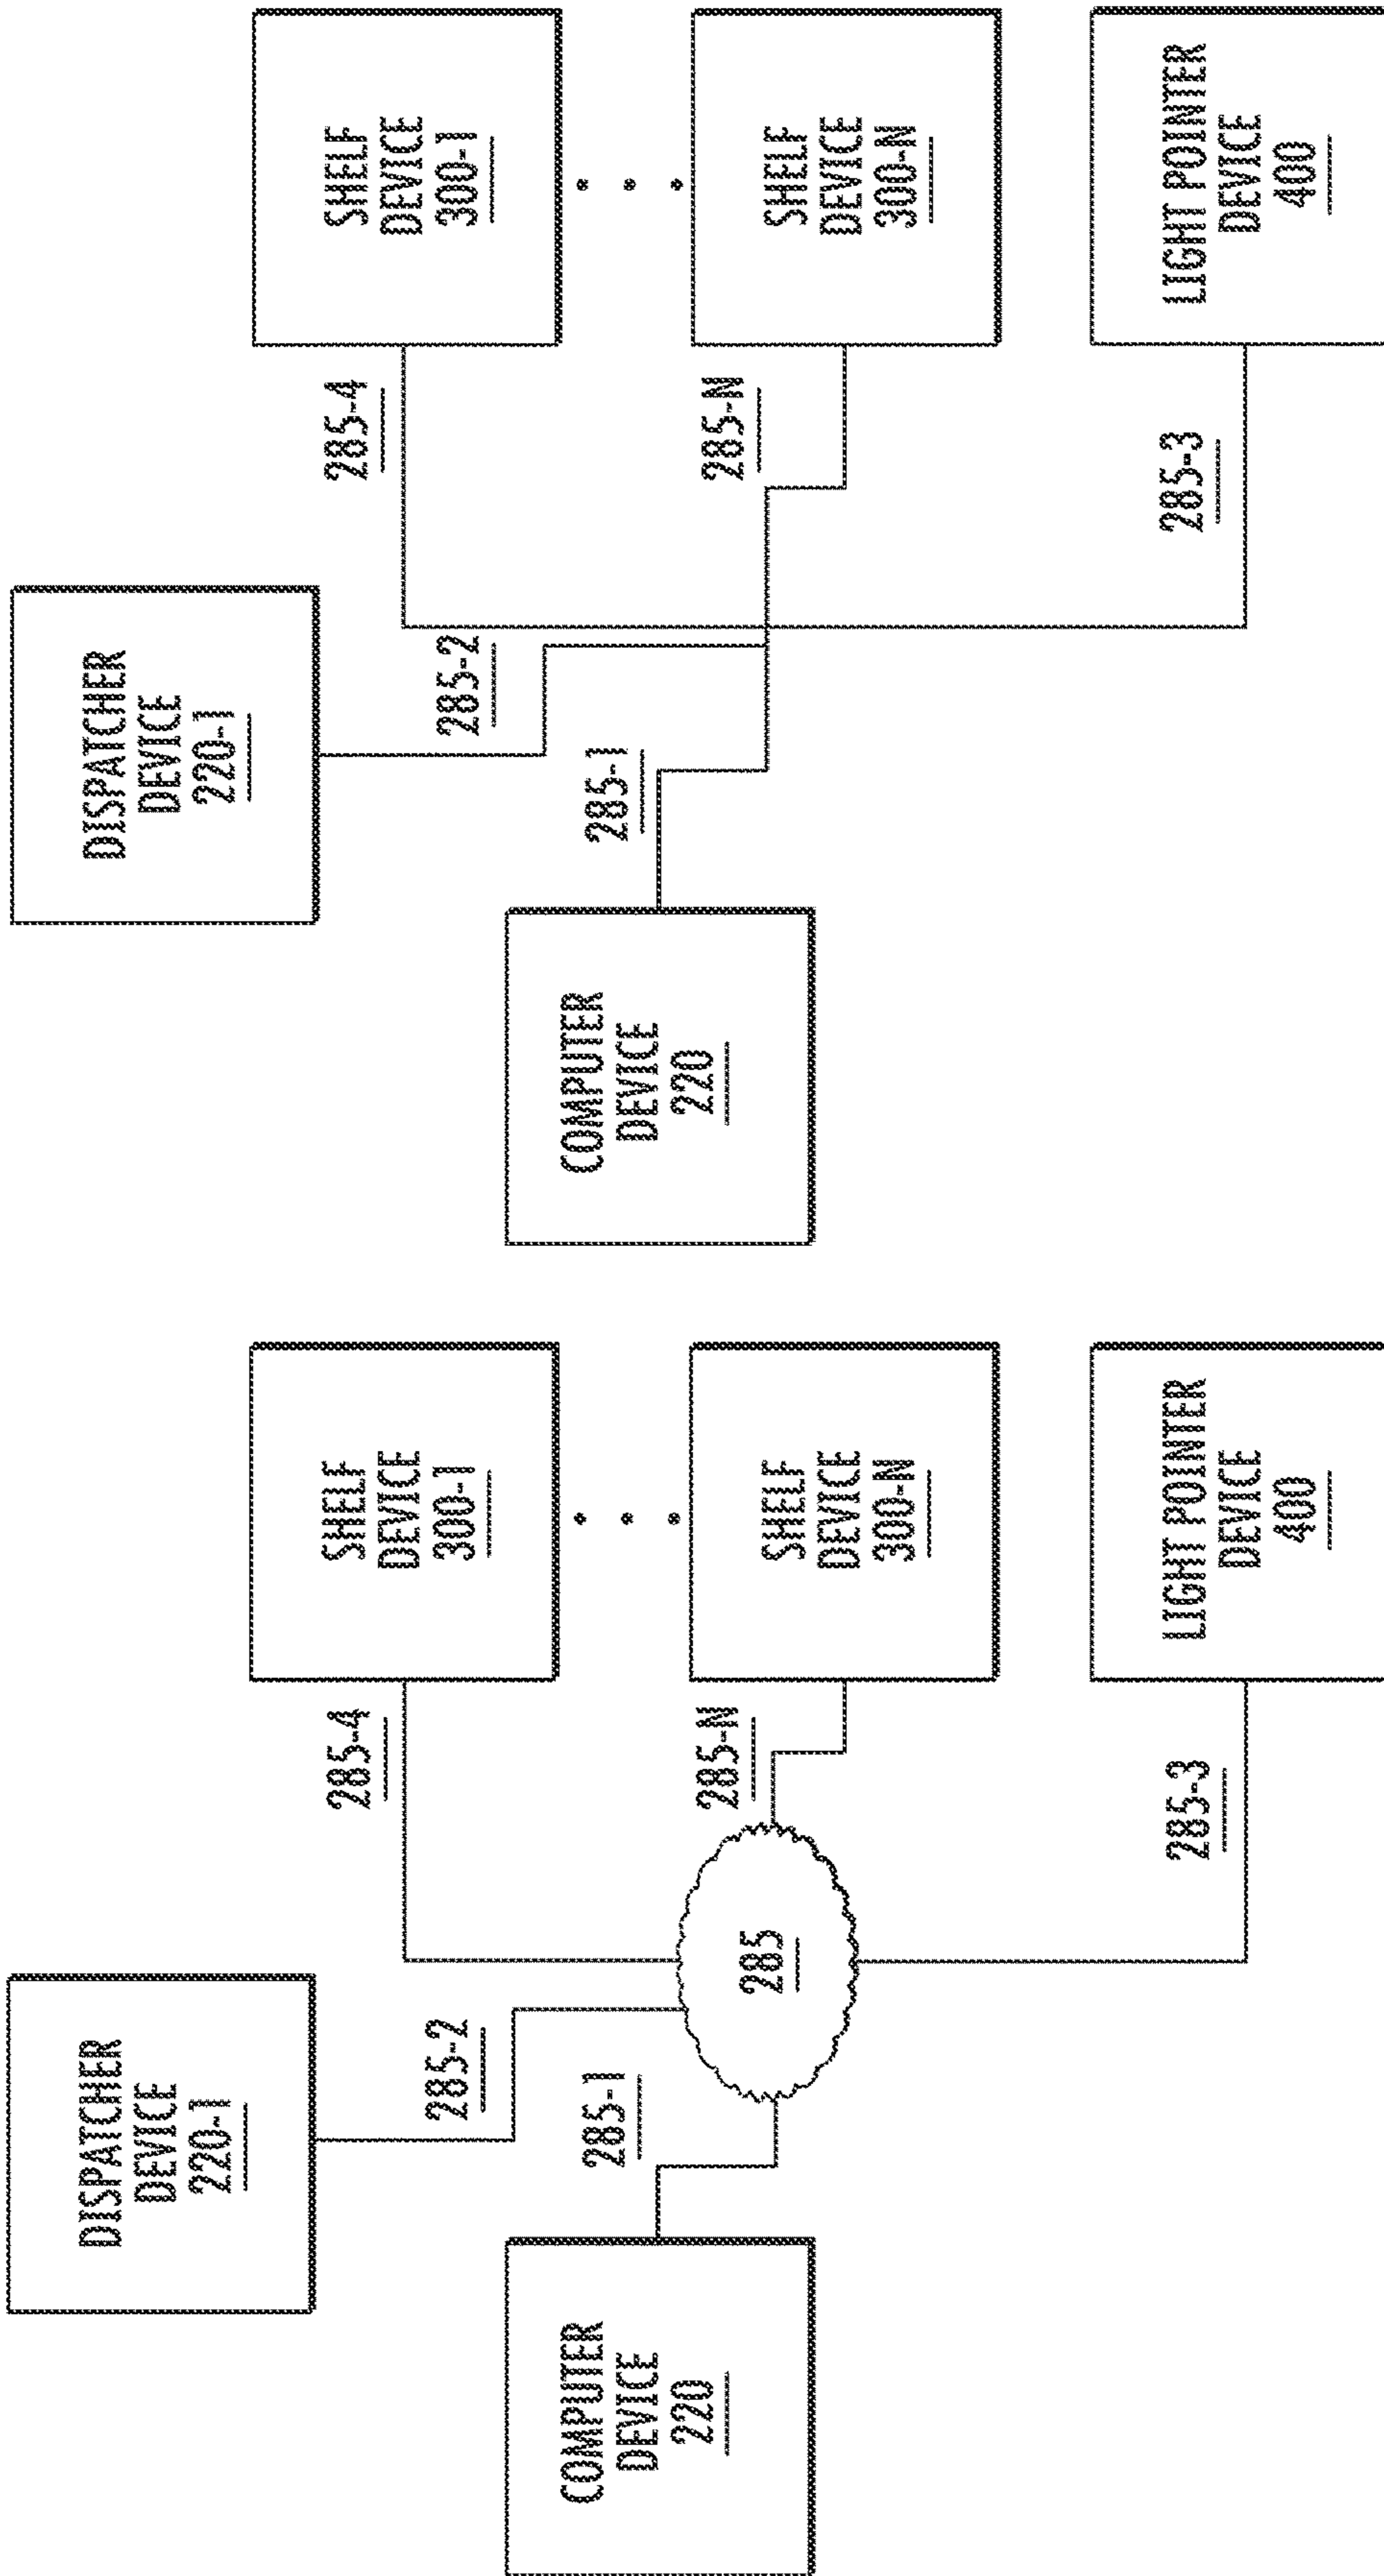 DISPATCHER
DEVICE
220-1
285-2
COMPUTER
DEVICE
220
285-1
285
285-4
SHELF
DEVICE
300-1
285-N
SHELF
DEVICE
300-N
285-3
LIGHT POINTER
DEVICE
400
DISPATCHER
DEVICE
220-1
285-2
COMPUTER
DEVICE
220
285-1
285-4
SHELF
DEVICE
300-1
285-N
SHELF
DEVICE
300-N
285-3
LIGHT POINTER
DEVICE
400